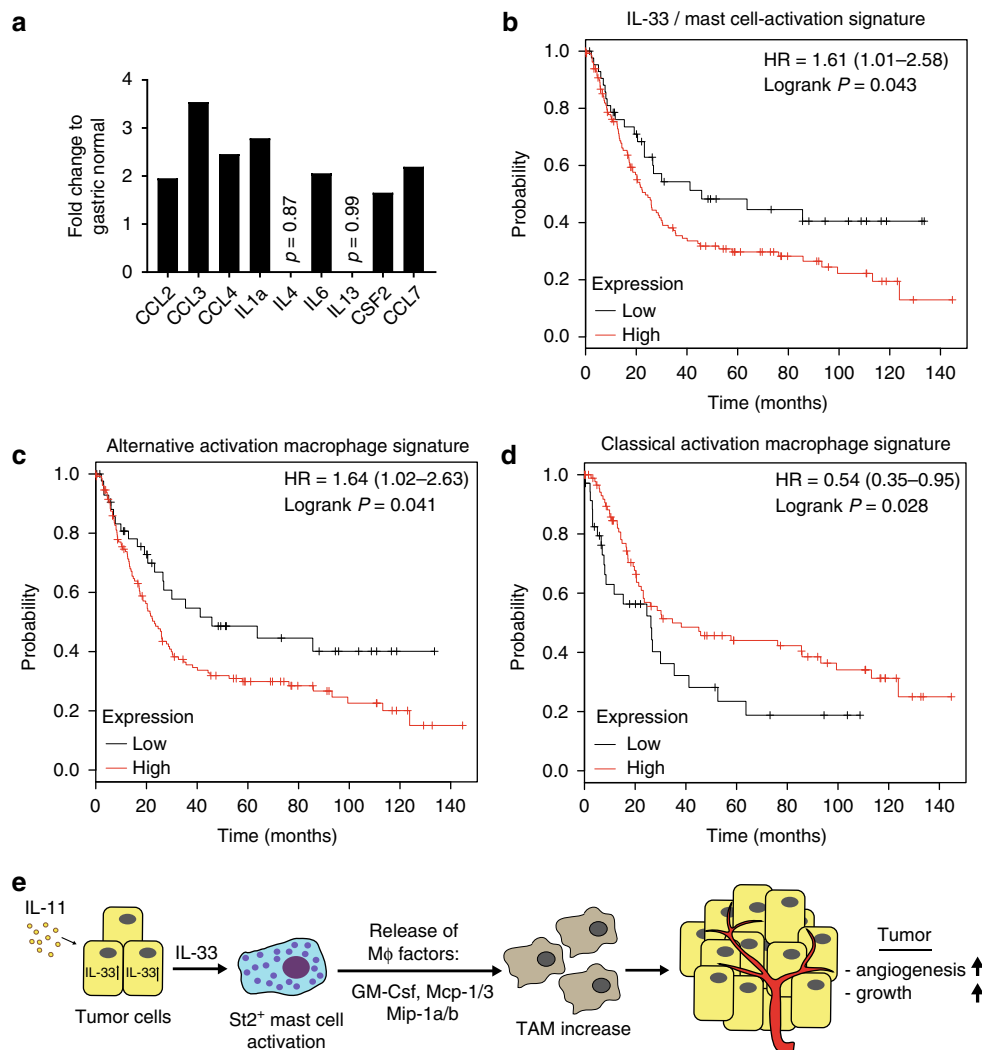 a
Fold change to
gastric normal
4
3
2
1
0
p = 0.87
p = 0.99
CCL2
CCL3
CCL4
IL1a
IL4
IL6
IL13
CSF2
CCL7
b
IL-33 / mast cell-activation signature
HR = 1.61 (1.01–2.58)
Logrank P = 0.043
Probability
1.0
0.8
0.6
0.4
0.2
0.0
Expression
Low
High
0 20 40 60 80 100 120 140
Time (months)
c
Alternative activation macrophage signature
HR = 1.64 (1.02–2.63)
Logrank P = 0.041
Probability
1.0
0.8
0.6
0.4
0.2
0.0
Expression
Low
High
0 20 40 60 80 100 120 140
Time (months)
d
Classical activation macrophage signature
HR = 0.54 (0.35–0.95)
Logrank P = 0.028
Probability
1.0
0.8
0.6
0.4
0.2
0.0
Expression
Low
High
0 20 40 60 80 100 120 140
Time (months)
e
IL-11
IL-33 IL-33
Tumor cells
IL-33
St2⁺ mast cell
activation
Release of
Mϕ factors:
GM-Csf, Mcp-1/3
Mip-1a/b
TAM increase
Tumor
- angiogenesis
- growth